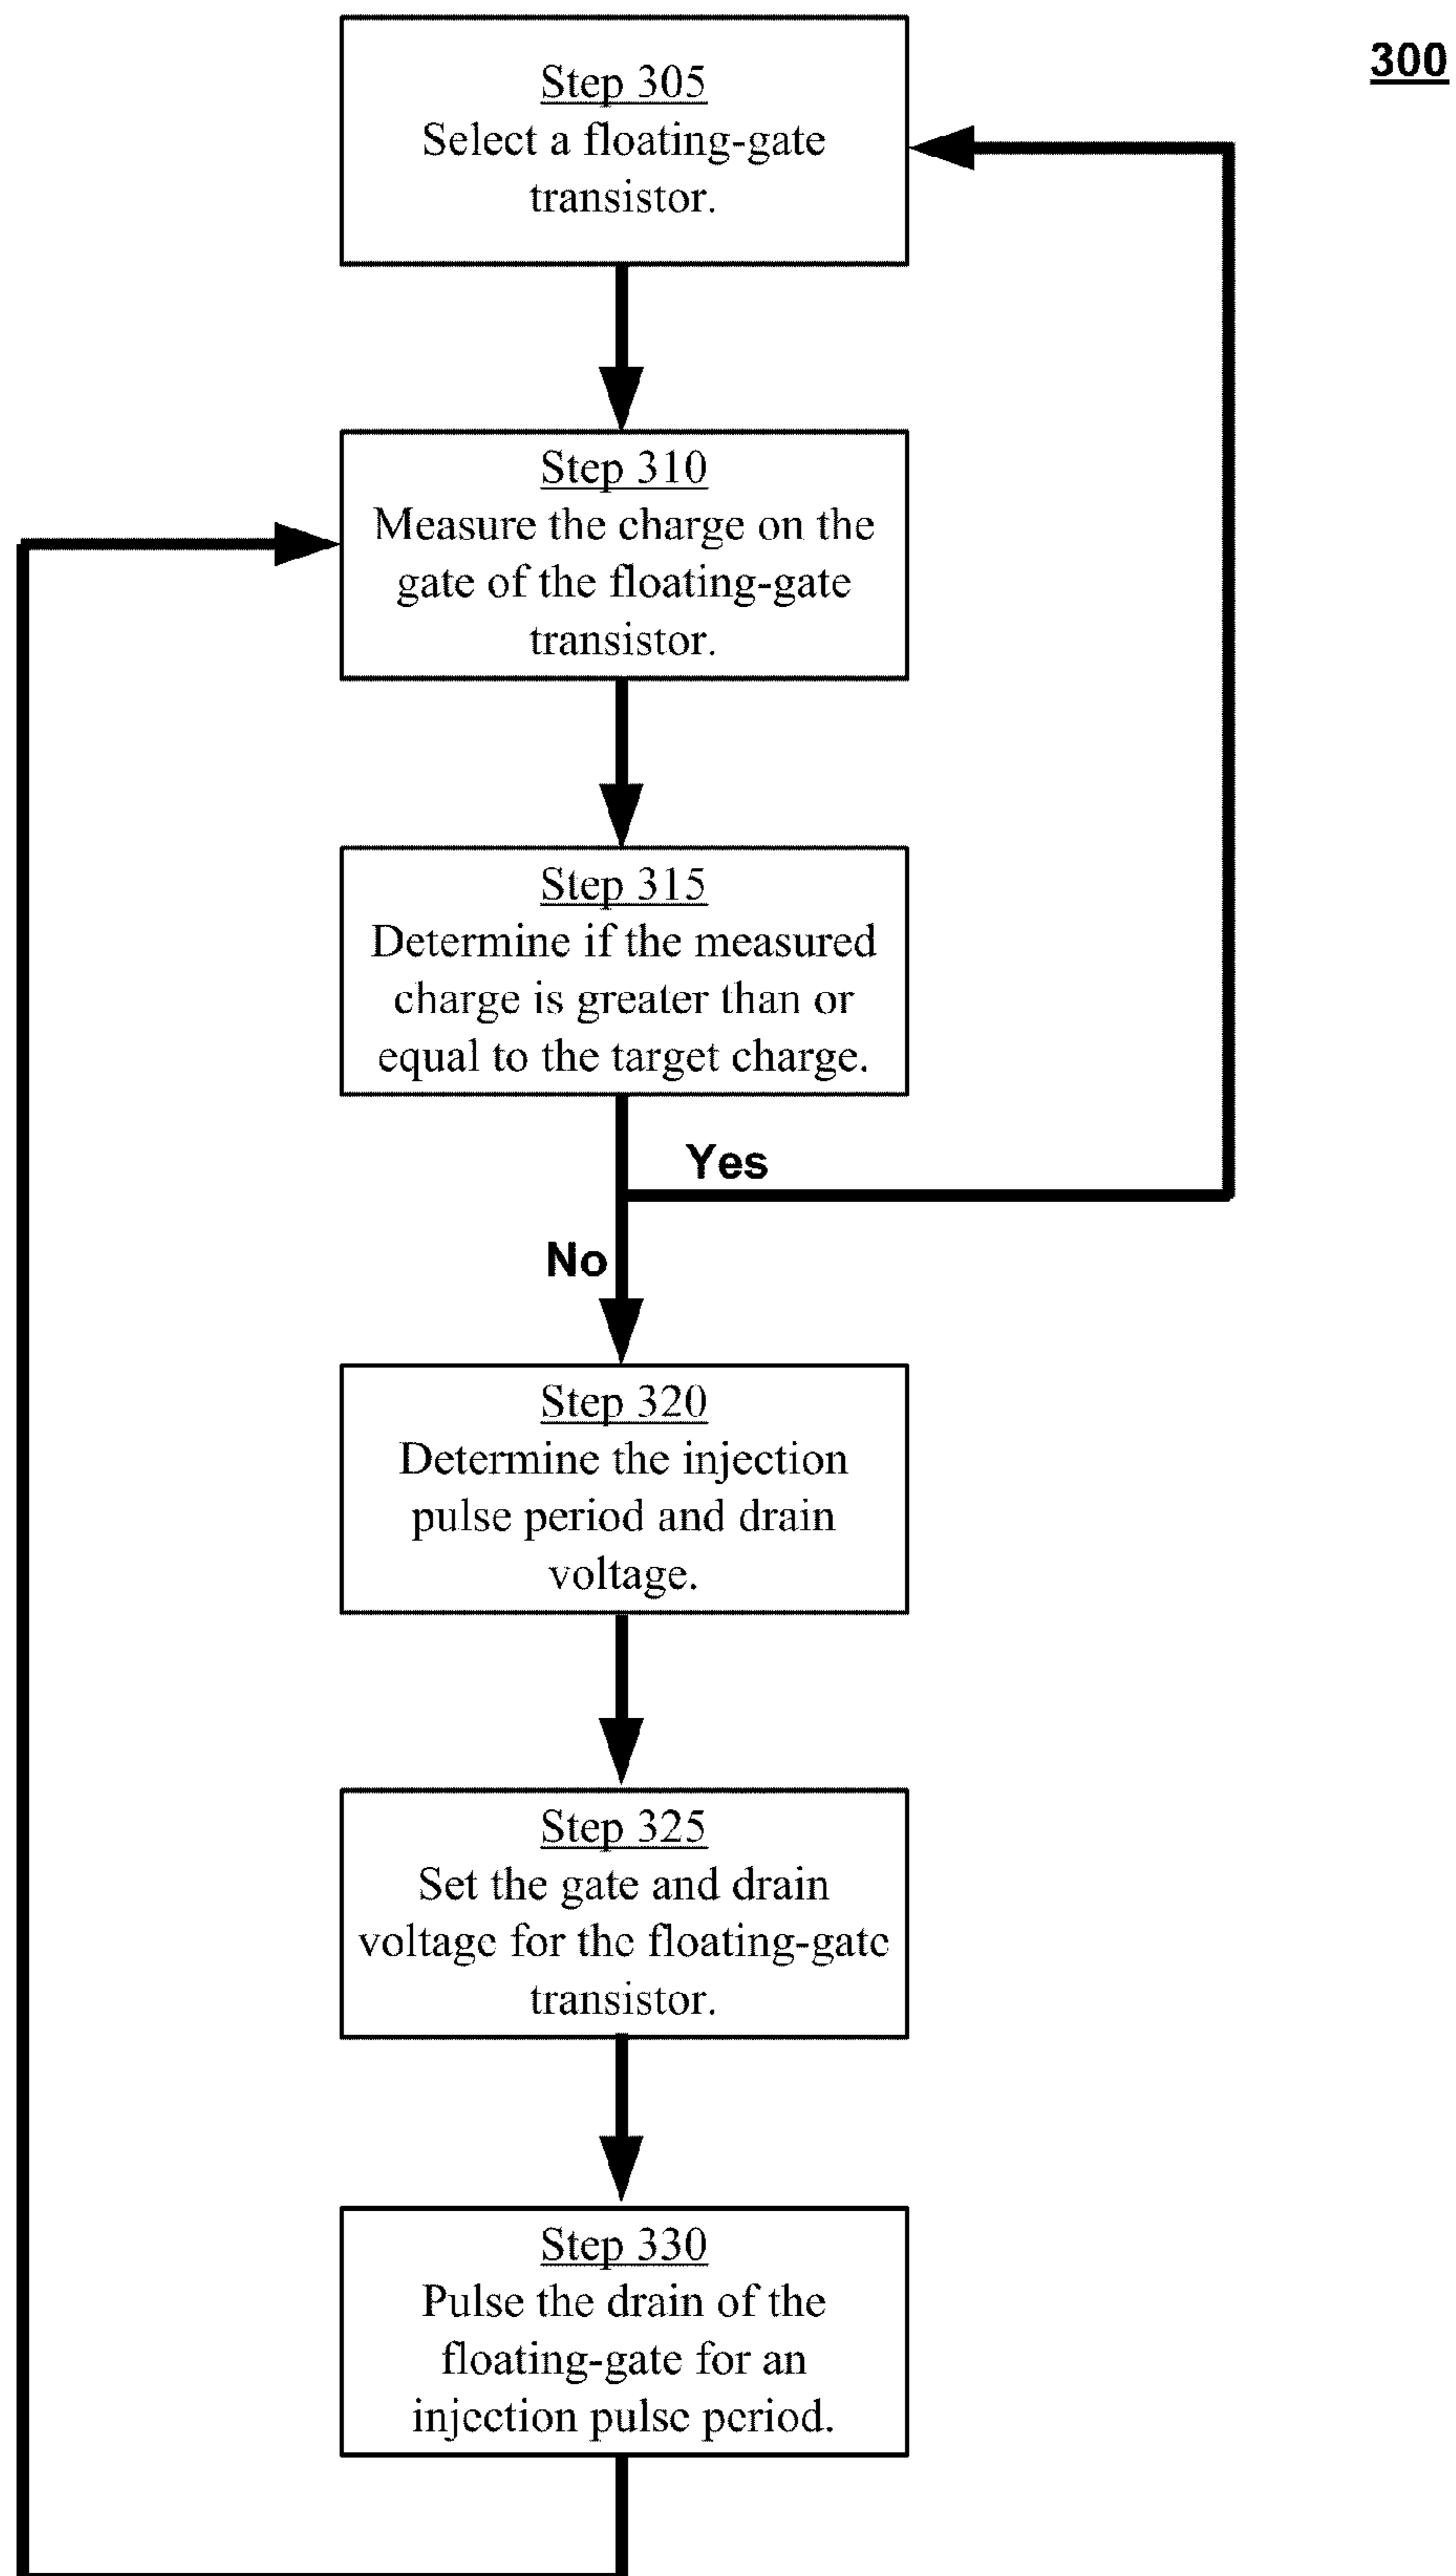 300
Step 305
Select a floating-gate
transistor.
Step 310
Measure the charge on the
gate of the floating-gate
transistor.
Step 315
Determine if the measured
charge is greater than or
equal to the target charge.
Yes
No
Step 320
Determine the injection
pulse period and drain
voltage.
Step 325
Set the gate and drain
voltage for the floating-gate
transistor.
Step 330
Pulse the drain of the
floating-gate for an
injection pulse period.